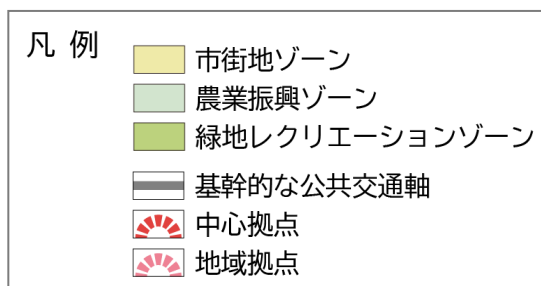 凡 例
市街地ゾーン
農業振興ゾーン
緑地レクリエーションゾーン
基幹的な公共交通軸
中心拠点
地域拠点